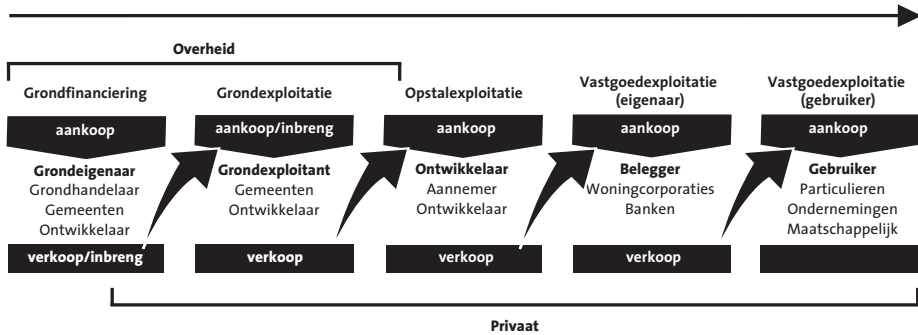 Overheid
Grondfinanciering
aankoop
Grondeigenaar
Grondhandelaar
Gemeenten
Ontwikkelaar
verkoop/inbreng
Grondexploitatie
aankoop/inbreng
Grondexploitant
Gemeenten
Ontwikkelaar
verkoop
Opstalexploitatie
aankoop
Ontwikkelaar
Aannemer
Ontwikkelaar
verkoop
Vastgoedexploitatie
(eigenaar)
aankoop
Belegger
Woningcorporaties
Banken
verkoop
Vastgoedexploitatie
(gebruiker)
aankoop
Gebruiker
Particulieren
Ondernemingen
Maatschappelijk
Privaat